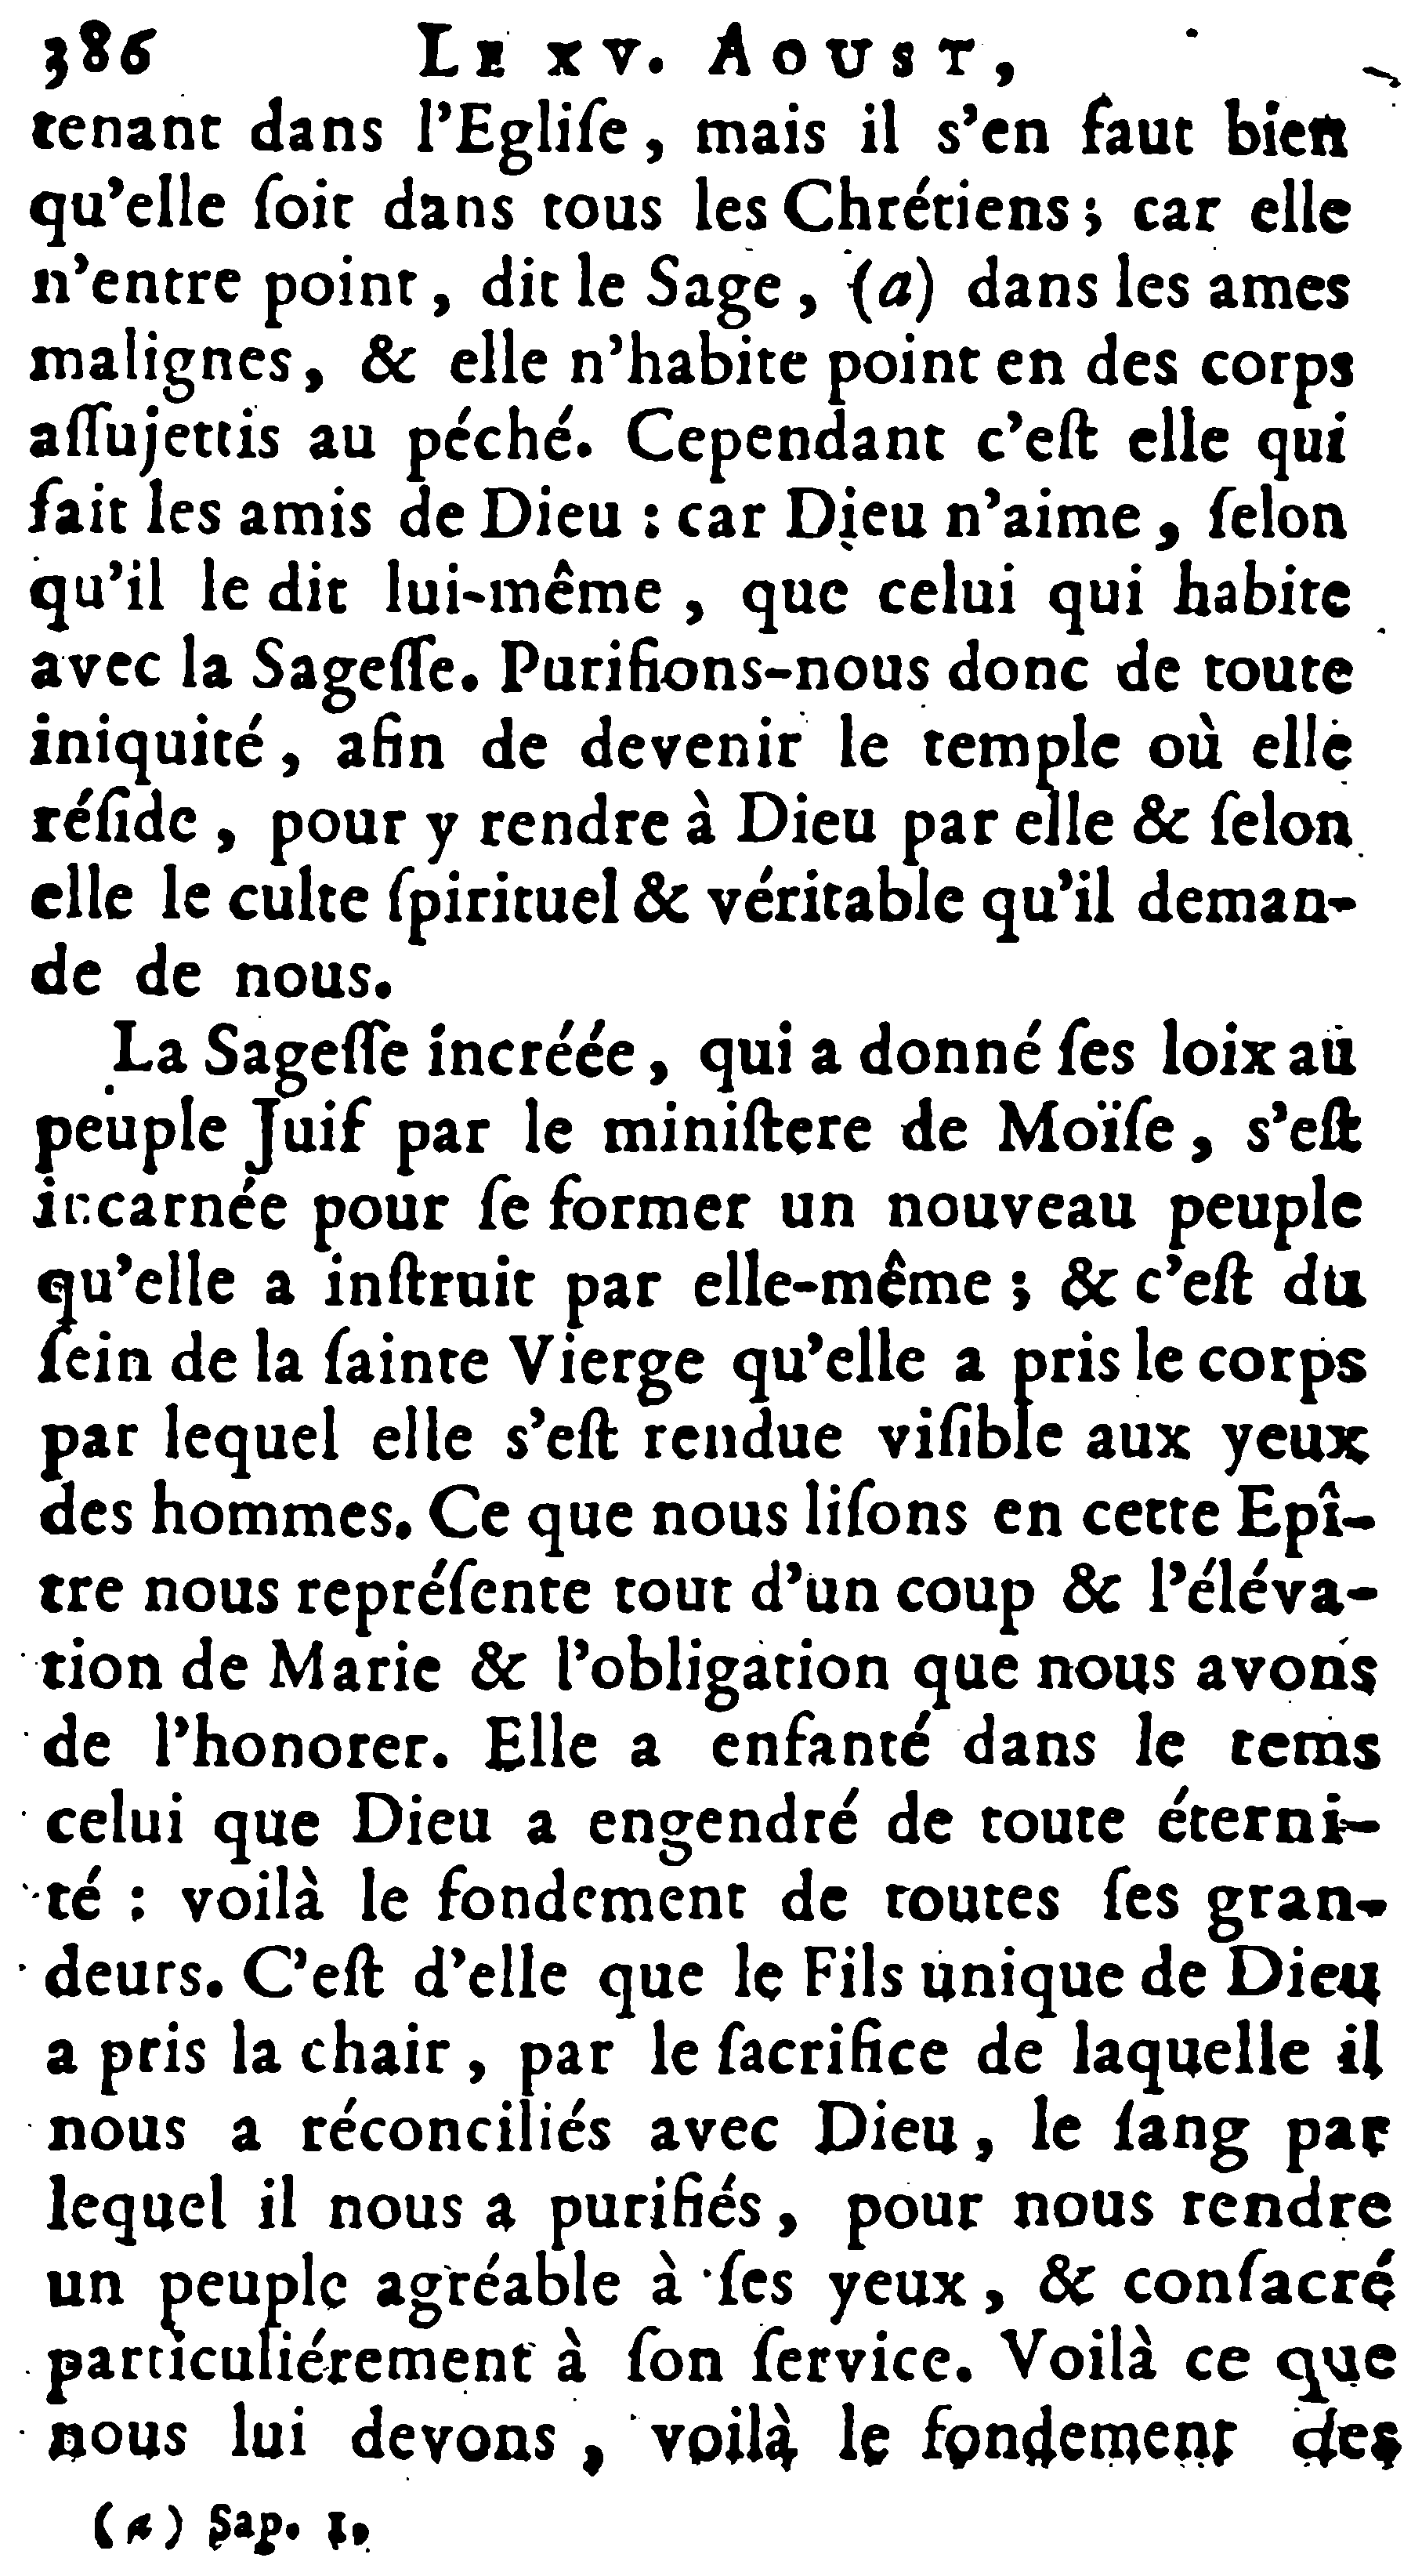 386 LE XV. AOUST,
tenant dans l'Egliſe, mais il s'en faut bien
qu'elle ſoit dans tous les Chrétiens; car elle
n'entre point, dit le Sage, (a) dans les ames
malignes, & elle n'habite point en des corps
aſſujettis au péché. Cependant c'eſt elle qui
fait les amis de Dieu : car Dieu n'aime, ſelon
qu'il le dit lui-même, que celui qui habite
avec la Sageſſe. Purifions-nous donc de toute
iniquité, afin de devenir le temple où elle
réſide, pour y rendre à Dieu par elle & ſelon
elle le culte ſpirituel & véritable qu'il deman-
de de nous.
La Sageſſe incréée, qui a donné ſes loix au
peuple Juif par le miniſtere de Moïſe, s'eſt
incarnée pour ſe former un nouveau peuple
qu'elle a inſtruit par elle-même; & c'eſt du
ſein de la ſainte Vierge qu'elle a pris le corps
par lequel elle s'eſt rendue viſible aux yeux
des hommes. Ce que nous liſons en cette Epî-
tre nous repréſente tout d'un coup & l'éléva-
tion de Marie & l'obligation que nous avons
de l'honorer. Elle a enfanté dans le tems
celui que Dieu a engendré de toute éterni-
té : voilà le fondement de toutes ſes gran-
deurs. C'eſt d'elle que le Fils unique de Dieu
a pris la chair, par le ſacrifice de laquelle il
nous a réconciliés avec Dieu, le ſang par
lequel il nous a purifiés, pour nous rendre
un peuple agréable à ſes yeux, & conſacré
particuliérement à ſon ſervice. Voilà ce que
nous lui devons, voilà le fondement des
(a) Sap. 1.